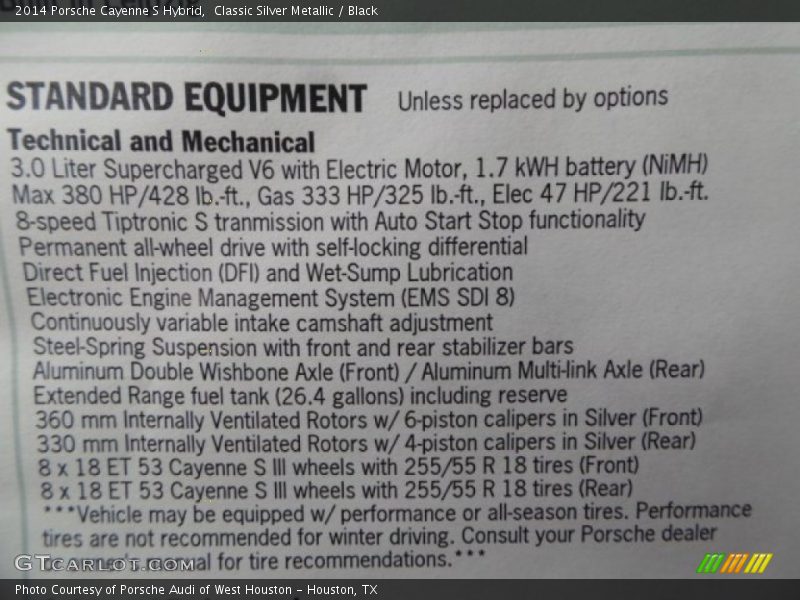 2014 Porsche Cayenne S Hybrid, Classic Silver Metallic / Black
STANDARD EQUIPMENT Unless replaced by options
Technical and Mechanical
3.0 Liter Supercharged V6 with Electric Motor, 1.7 kWH battery (NiMH)
Max 380 HP/428 lb.-ft., Gas 333 HP/325 lb.-ft., Elec 47 HP/221 lb.-ft.
8-speed Tiptronic S tranmission with Auto Start Stop functionality
Permanent all-wheel drive with self-locking differential
Direct Fuel Injection (DFI) and Wet-Sump Lubrication
Electronic Engine Management System (EMS SDI 8)
Continuously variable intake camshaft adjustment
Steel-Spring Suspension with front and rear stabilizer bars
Aluminum Double Wishbone Axle (Front) / Aluminum Multi-link Axle (Rear)
Extended Range fuel tank (26.4 gallons) including reserve
360 mm Internally Ventilated Rotors w/ 6-piston calipers in Silver (Front)
330 mm Internally Ventilated Rotors w/ 4-piston calipers in Silver (Rear)
8 x 18 ET 53 Cayenne S III wheels with 255/55 R 18 tires (Front)
8 x 18 ET 53 Cayenne S III wheels with 255/55 R 18 tires (Rear)
***Vehicle may be equipped w/ performance or all-season tires. Performance
tires are not recommended for winter driving. Consult your Porsche dealer
for tire recommendations.***
GTCARLOT.COM
Photo Courtesy of Porsche Audi of West Houston – Houston, TX